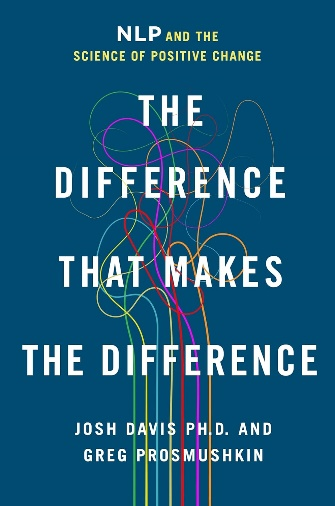 NLP AND THE
SCIENCE OF POSITIVE CHANGE
THE
DIFFERENCE
THAT MAKES
THE DIFFERENCE
JOSH DAVIS PH.D. AND
GREG PROSMUSHKIN